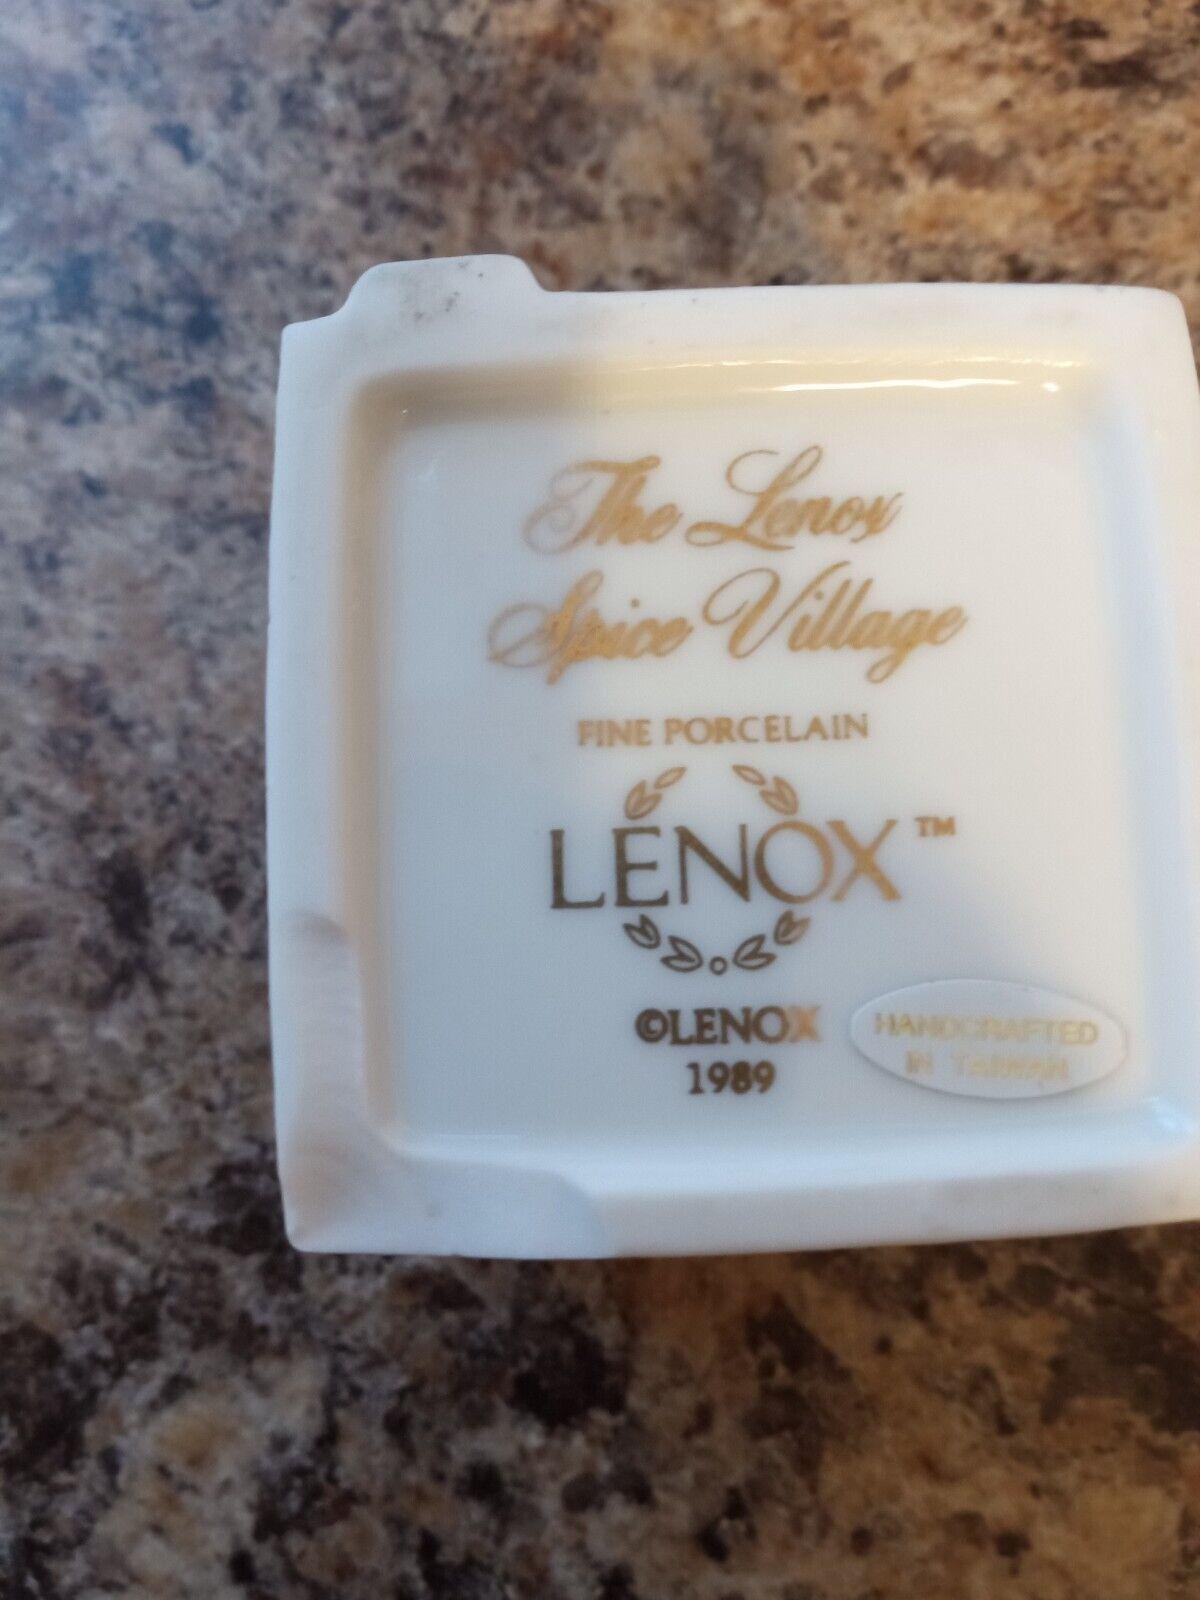 The Lenox
Spice Village
FINE PORCELAIN
LENOX™
©LENOX
1989
HANDCRAFTED
IN TAIWAN